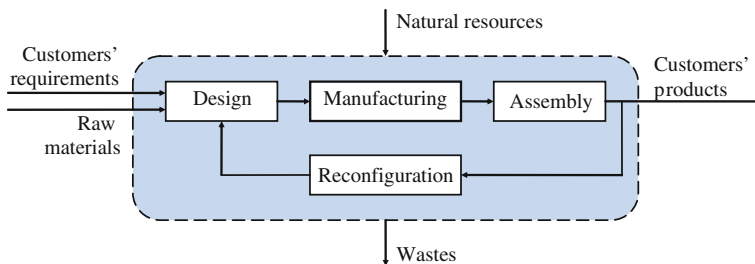 Natural resources
Customers'
requirements
Customers'
products
Design
Manufacturing
Assembly
Raw
materials
Reconfiguration
Wastes